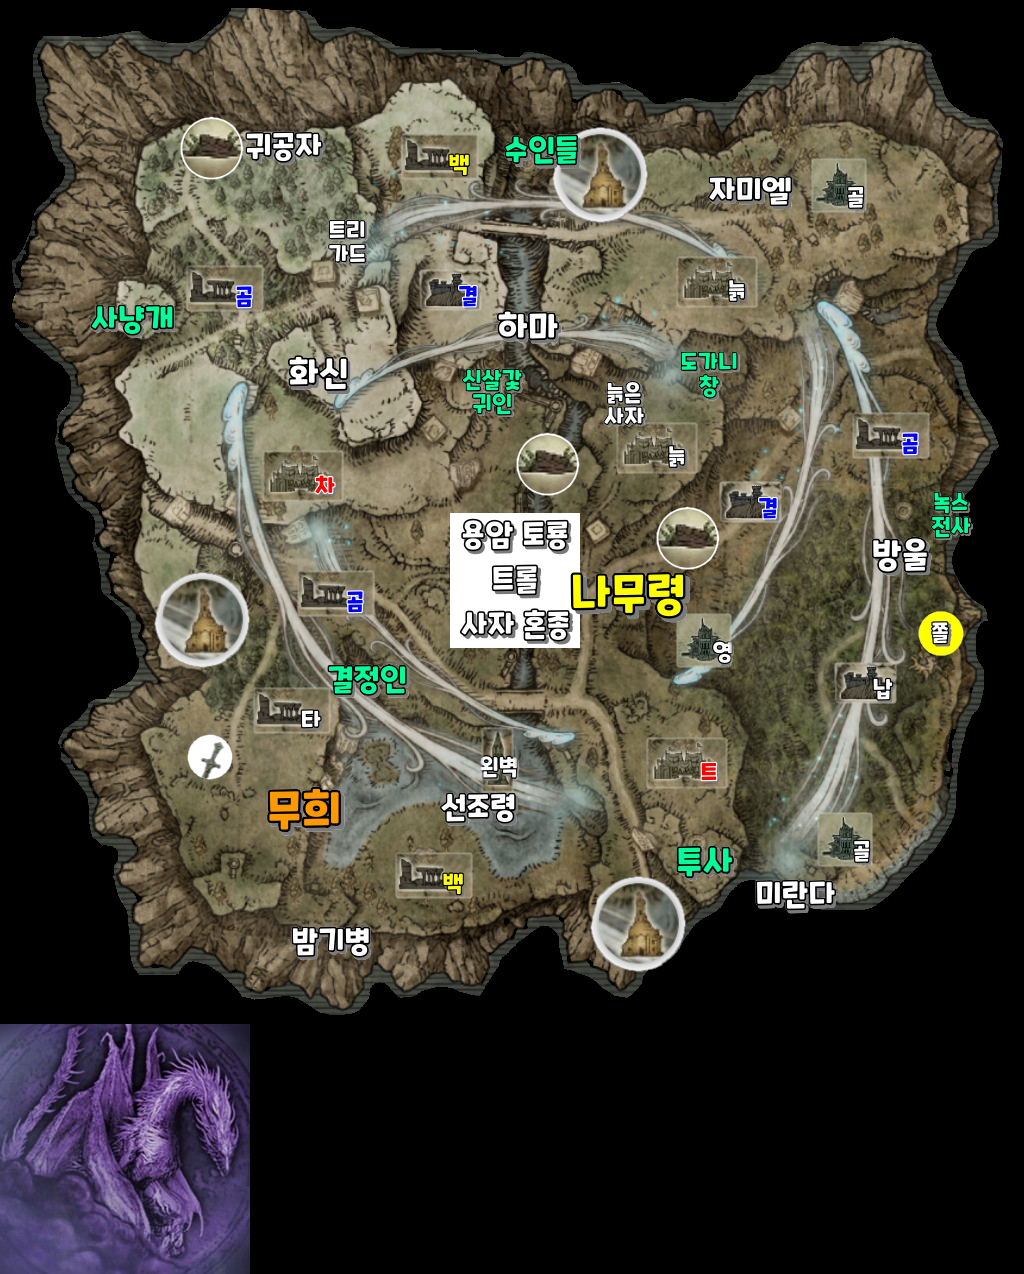 귀공자
백
수인들
자미엘
골
트리
가드
곰
결
늙
사냥개
하마
화신
신살갗
귀인
도가니
창
늙은
사자
늙
곰
차
결
녹스
전사
용암 토룡
트롤
사자 혼종
방울
곰
나무령
쫄
영
결정인
납
타
왼벽
트
무희
선조령
골
투사
백
미란다
밤기병